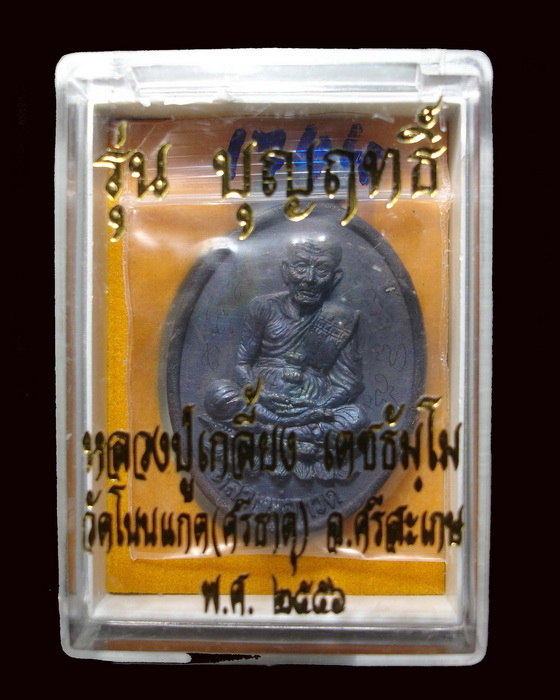 รุ่น บุญฤทธิ์
หลวงปู่เกลี้ยง เตชธัมฺโม
วัดโนนแกด(ศรีธาตุ) จ.ศรีสะเกษ
พ.ศ. ๒๕๕๖